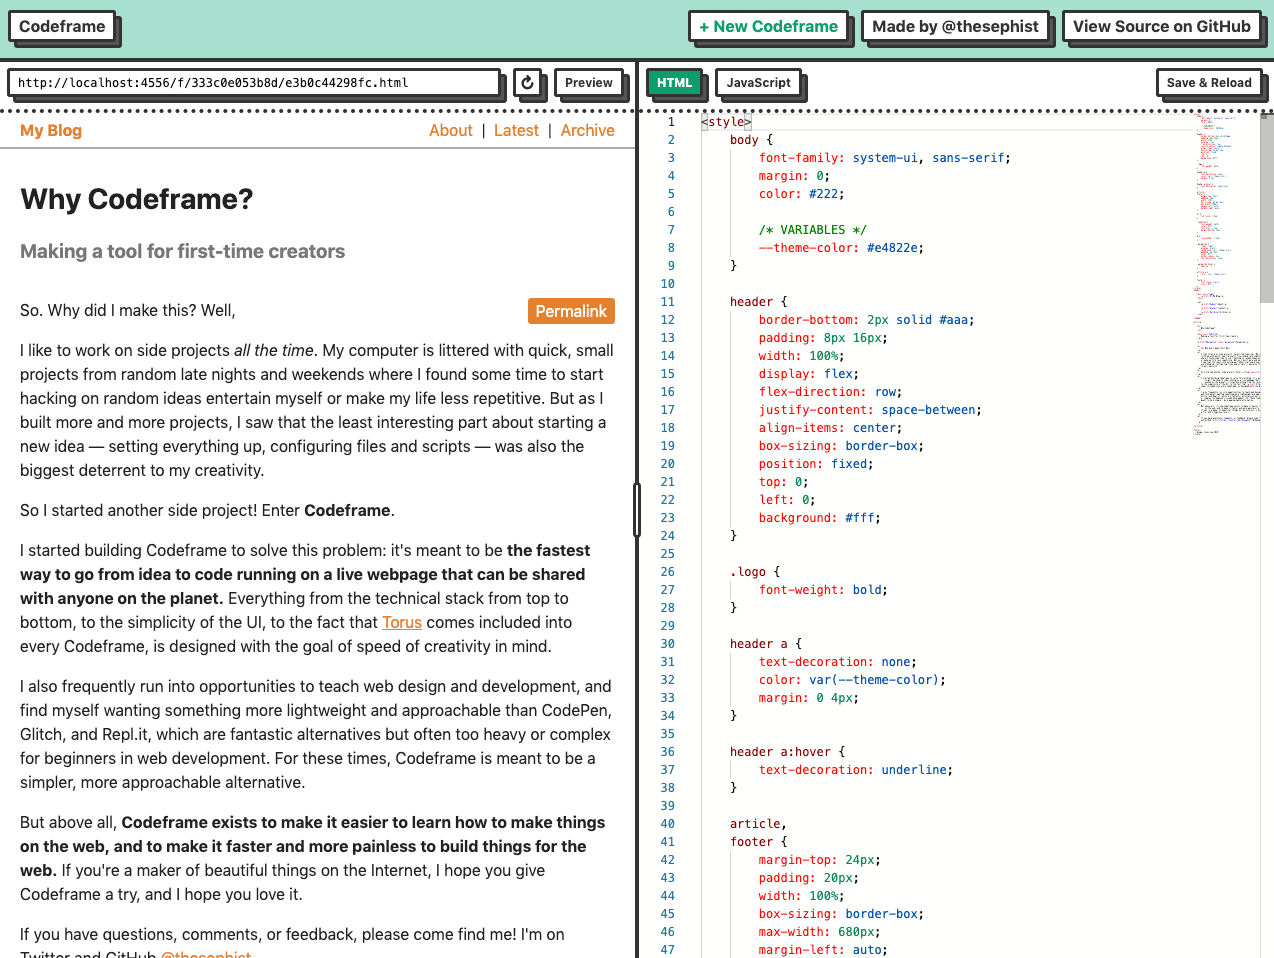 Codeframe
+ New Codeframe
Made by @thesephist
View Source on GitHub
http://localhost:4556/f/333c0e053b8d/e3b0c44298fc.html
Preview
HTML
JavaScript
Save & Reload
My Blog
About | Latest | Archive
Why Codeframe?
Making a tool for first-time creators
So. Why did I make this? Well,
Permalink
I like to work on side projects all the time. My computer is littered with quick, small
projects from random late nights and weekends where I found some time to start
hacking on random ideas entertain myself or make my life less repetitive. But as I
built more and more projects, I saw that the least interesting part about starting a
new idea — setting everything up, configuring files and scripts — was also the
biggest deterrent to my creativity.
So I started another side project! Enter Codeframe.
I started building Codeframe to solve this problem: it's meant to be the fastest
way to go from idea to code running on a live webpage that can be shared
with anyone on the planet. Everything from the technical stack from top to
bottom, to the simplicity of the UI, to the fact that Torus comes included into
every Codeframe, is designed with the goal of speed of creativity in mind.
I also frequently run into opportunities to teach web design and development, and
find myself wanting something more lightweight and approachable than CodePen,
Glitch, and Repl.it, which are fantastic alternatives but often too heavy or complex
for beginners in web development. For these times, Codeframe is meant to be a
simpler, more approachable alternative.
But above all, Codeframe exists to make it easier to learn how to make things
on the web, and to make it faster and more painless to build things for the
web. If you're a maker of beautiful things on the Internet, I hope you give
Codeframe a try, and I hope you love it.
If you have questions, comments, or feedback, please come find me! I'm on
Twitter and GitHub @thesephist
1 <style>
2 body {
3 font-family: system-ui, sans-serif;
4 margin: 0;
5 color: #222;
6
7 /* VARIABLES */
8 --theme-color: #e4822e;
9 }
10
11 header {
12 border-bottom: 2px solid #aaa;
13 padding: 8px 16px;
14 width: 100%;
15 display: flex;
16 flex-direction: row;
17 justify-content: space-between;
18 align-items: center;
19 box-sizing: border-box;
20 position: fixed;
21 top: 0;
22 left: 0;
23 background: #fff;
24 }
25
26 .logo {
27 font-weight: bold;
28 }
29
30 header a {
31 text-decoration: none;
32 color: var(--theme-color);
33 margin: 0 4px;
34 }
35
36 header a:hover {
37 text-decoration: underline;
38 }
39
40 article,
41 footer {
42 margin-top: 24px;
43 padding: 20px;
44 width: 100%;
45 box-sizing: border-box;
46 max-width: 680px;
47 margin-left: auto;